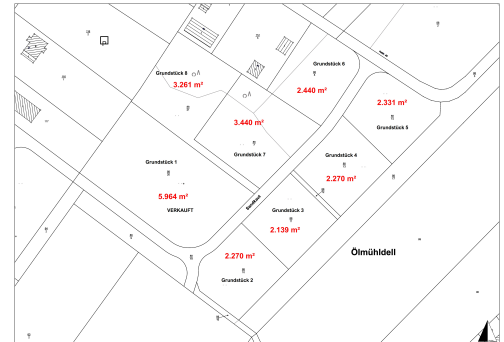 Grundstück 6
Grundstück 8
3.261 m²
2.440 m²
2.331 m²
3.440 m²
Grundstück 5
Grundstück 7
Grundstück 4
Grundstück 1
2.270 m²
5.964 m²
VERKAUFT
Grundstück 3
2.139 m²
2.270 m²
Grundstück 2
Ölmühldell